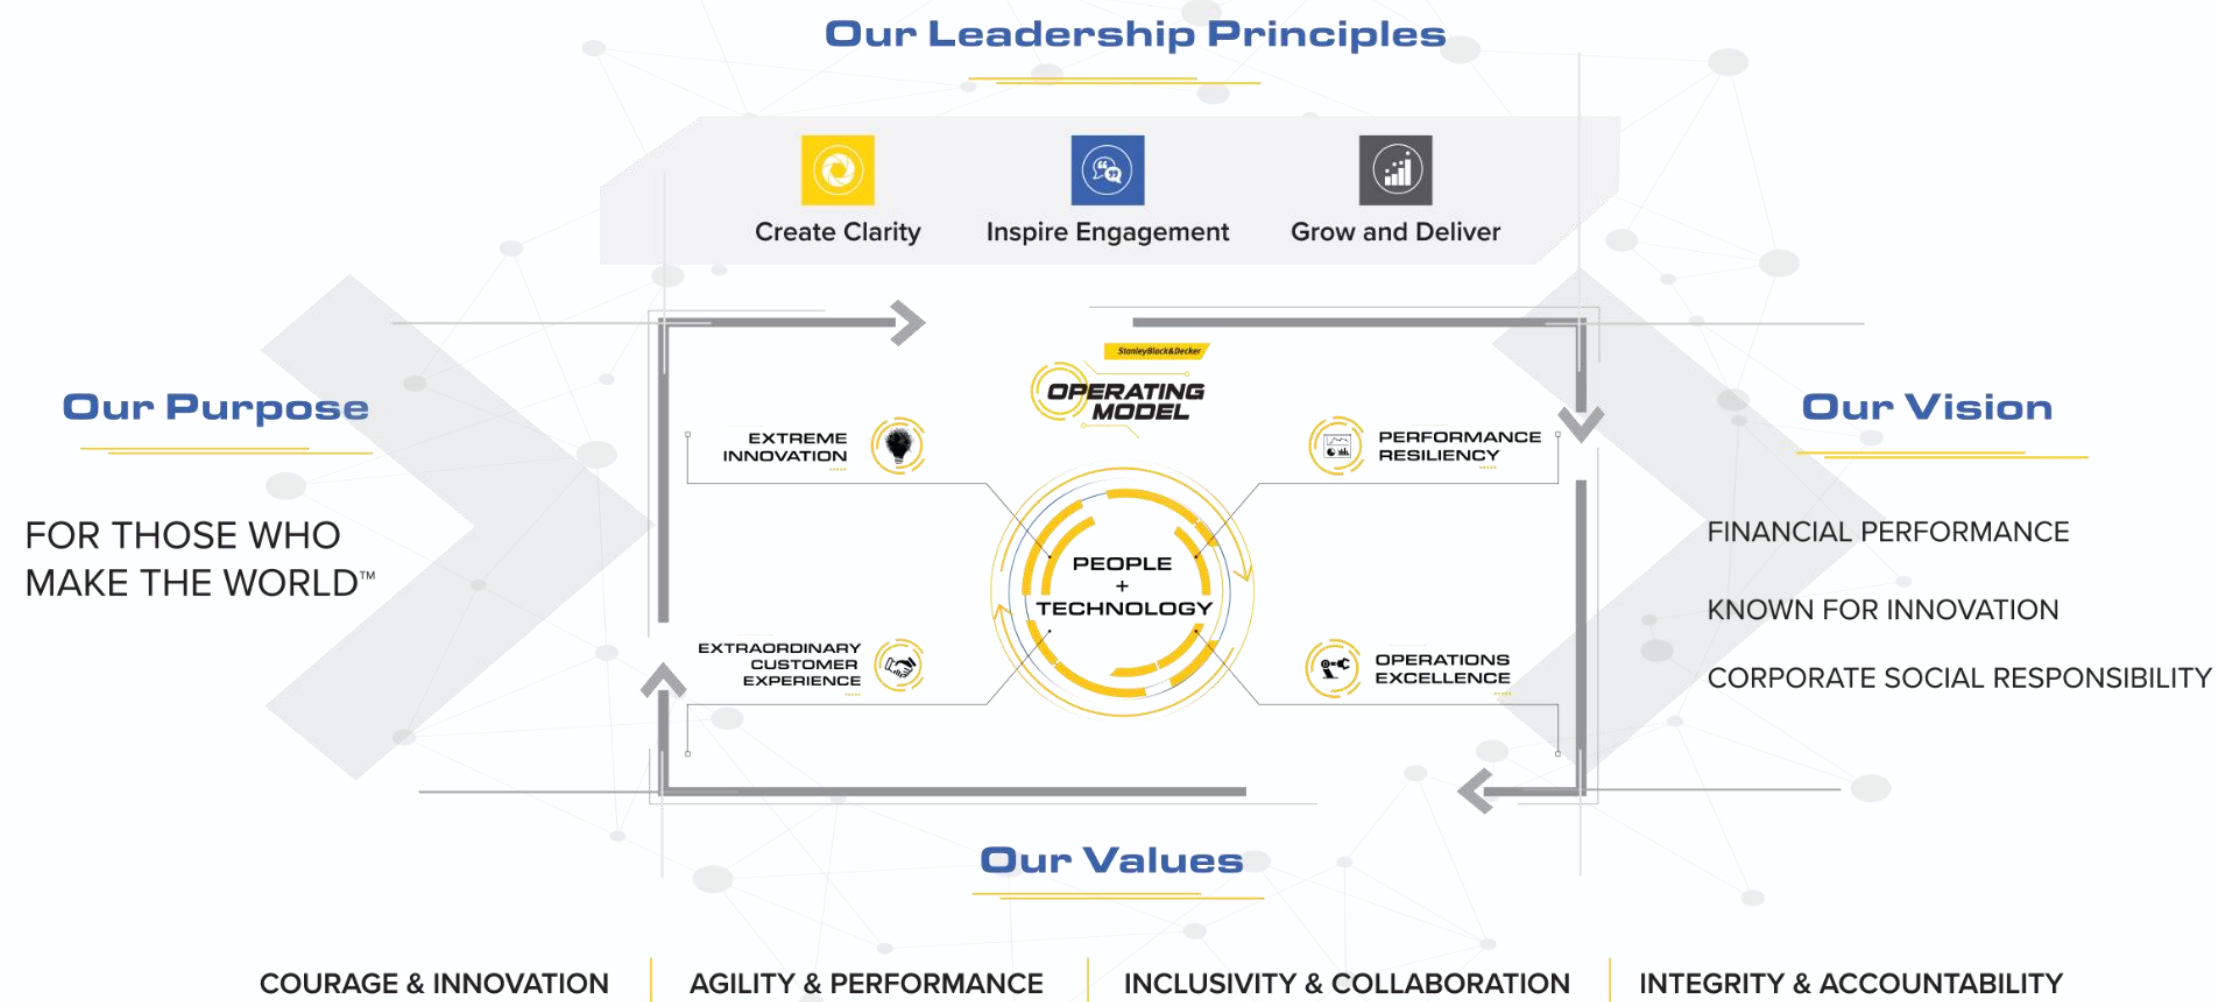 Our Leadership Principles
Create Clarity
Inspire Engagement
Grow and Deliver
Our Purpose
FOR THOSE WHO
MAKE THE WORLD™
StanleyBlack&Decker
OPERATING
MODEL
EXTREME
INNOVATION
PERFORMANCE
RESILIENCY
PEOPLE
+
TECHNOLOGY
EXTRAORDINARY
CUSTOMER
EXPERIENCE
OPERATIONS
EXCELLENCE
Our Vision
FINANCIAL PERFORMANCE
KNOWN FOR INNOVATION
CORPORATE SOCIAL RESPONSIBILITY
Our Values
COURAGE & INNOVATION
AGILITY & PERFORMANCE
INCLUSIVITY & COLLABORATION
INTEGRITY & ACCOUNTABILITY